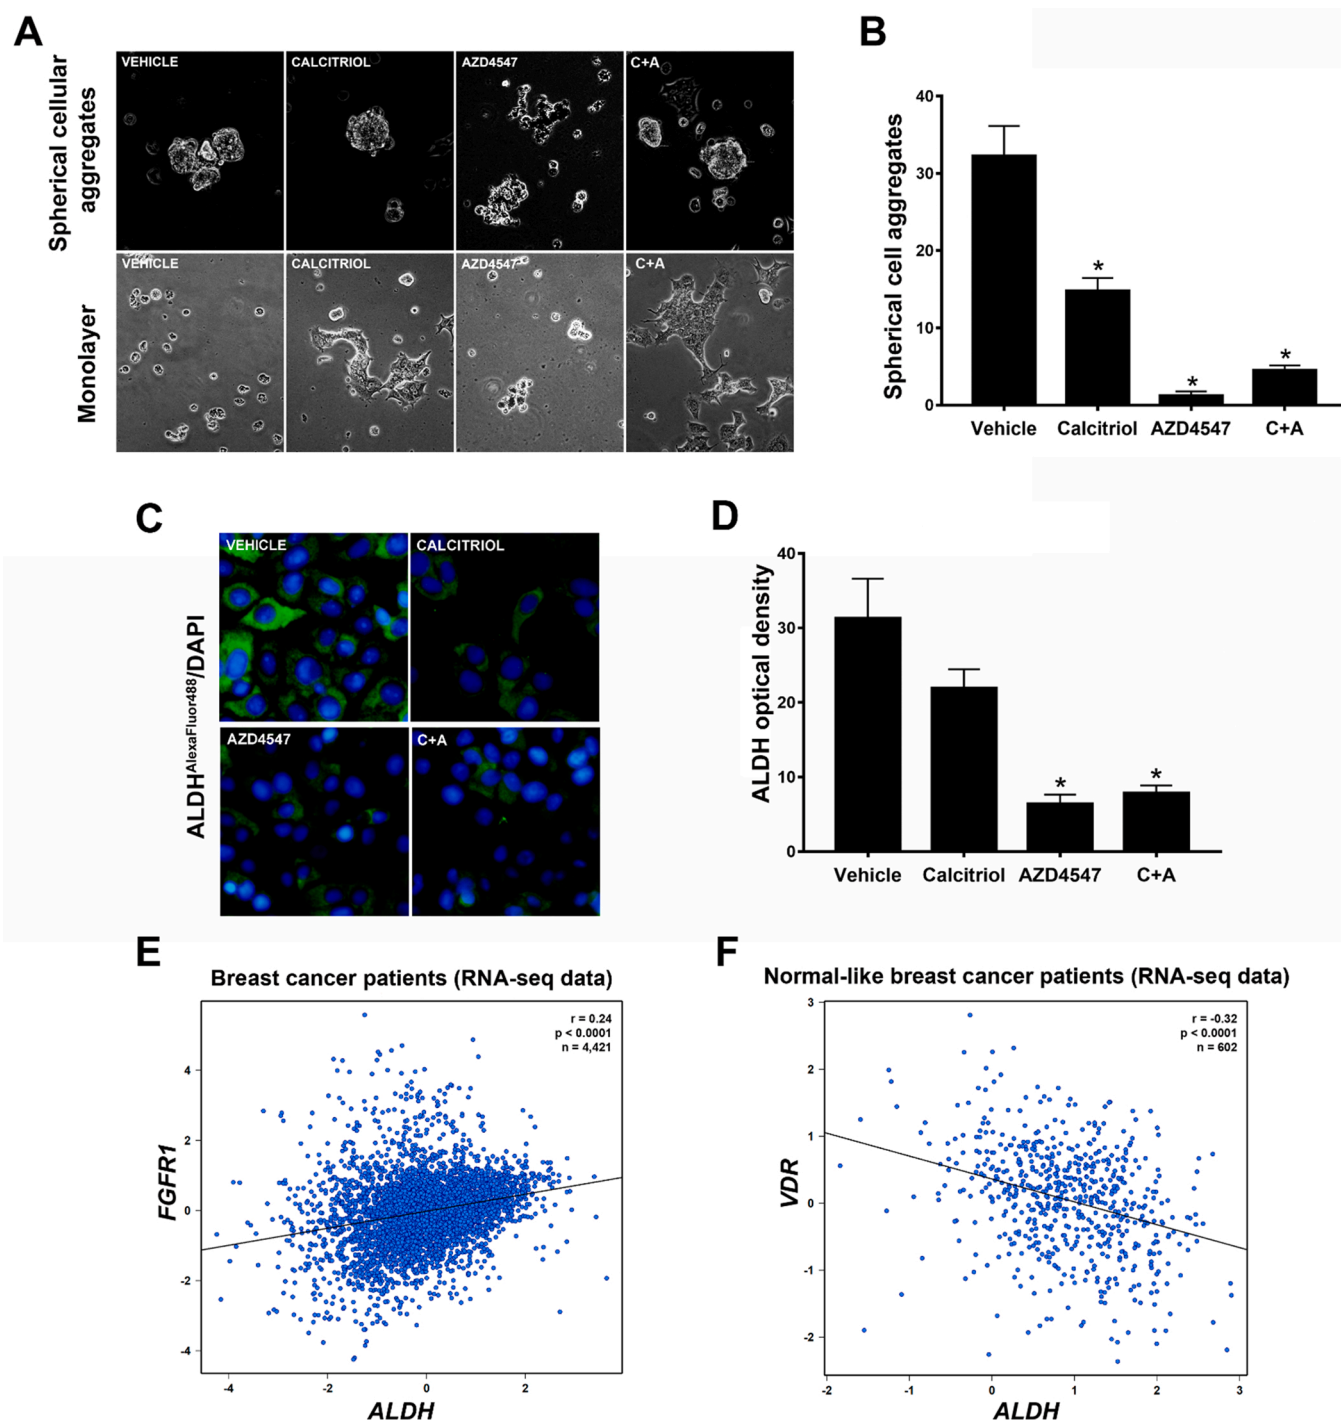 A
VEHICLE
CALCITRIOL
AZD4547
C+A
Spherical cellular
aggregates
VEHICLE
CALCITRIOL
AZD4547
C+A
Monolayer
B
Spherical cell aggregates
40
30
20
10
0
*
*
*
Vehicle
Calcitriol
AZD4547
C+A
C
VEHICLE
CALCITRIOL
AZD4547
C+A
ALDHAlexaFluor488/DAPI
D
ALDH optical density
40
30
20
10
0
*
*
Vehicle
Calcitriol
AZD4547
C+A
E
Breast cancer patients (RNA-seq data)
r = 0.24
p < 0.0001
n = 4,421
FGFR1
4
2
0
-2
-4
-4
-2
0
2
ALDH
F
Normal-like breast cancer patients (RNA-seq data)
r = -0.32
p < 0.0001
n = 602
VDR
3
2
1
0
-1
-2
-2
-1
0
1
2
3
ALDH